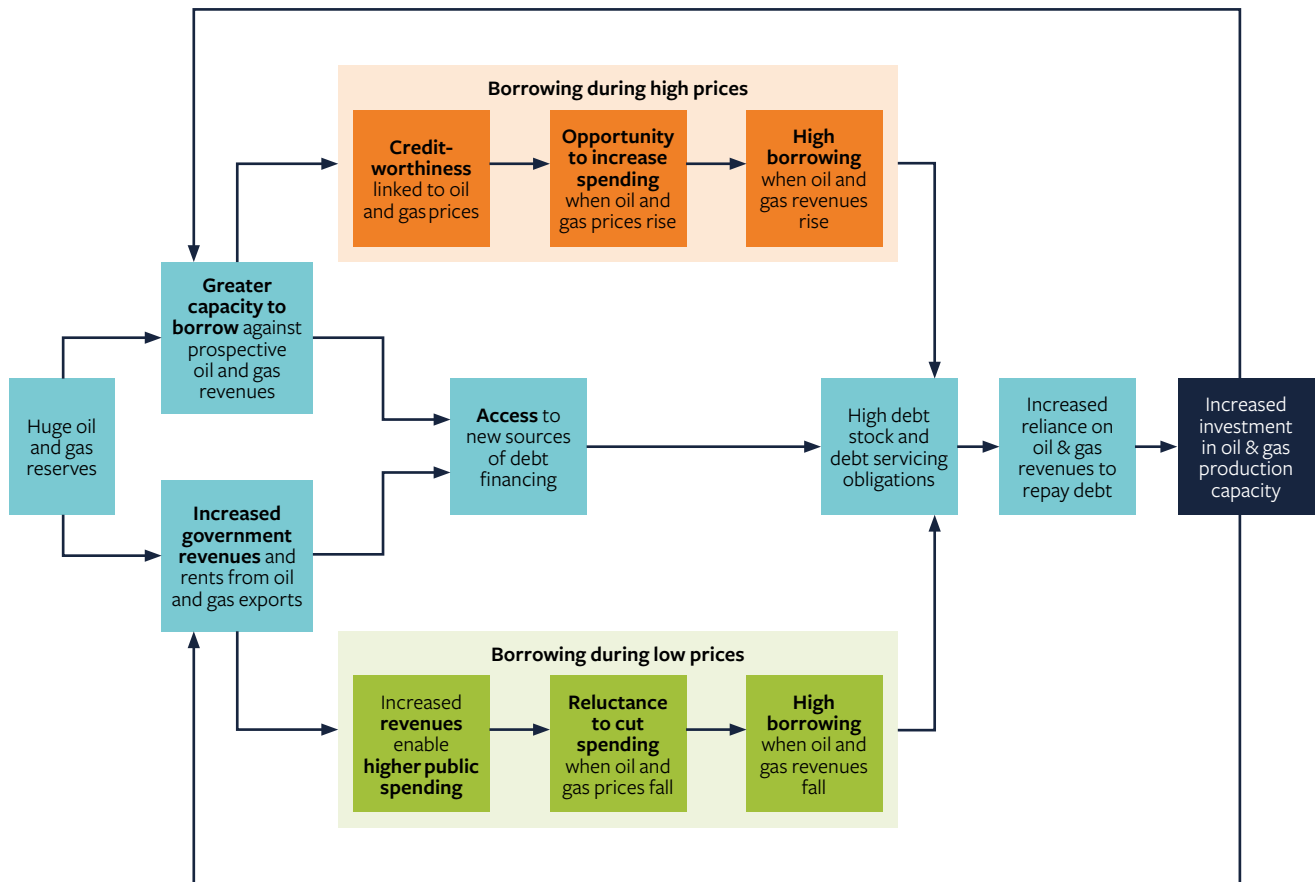 Borrowing during high prices
Credit-
worthiness
linked to oil
and gas prices
Opportunity
to increase
spending
when oil and
gas prices rise
High
borrowing
when oil and
gas revenues
rise
Greater
capacity to
borrow against
prospective
oil and gas
revenues
Huge oil
and gas
reserves
Increased
government
revenues and
rents from oil
and gas exports
Access to
new sources
of debt
financing
High debt
stock and
debt servicing
obligations
Increased
reliance on
oil & gas
revenues to
repay debt
Increased
investment
in oil & gas
production
capacity
Borrowing during low prices
Increased
revenues
enable
higher public
spending
Reluctance
to cut
spending
when oil and
gas prices fall
High
borrowing
when oil and
gas revenues
fall